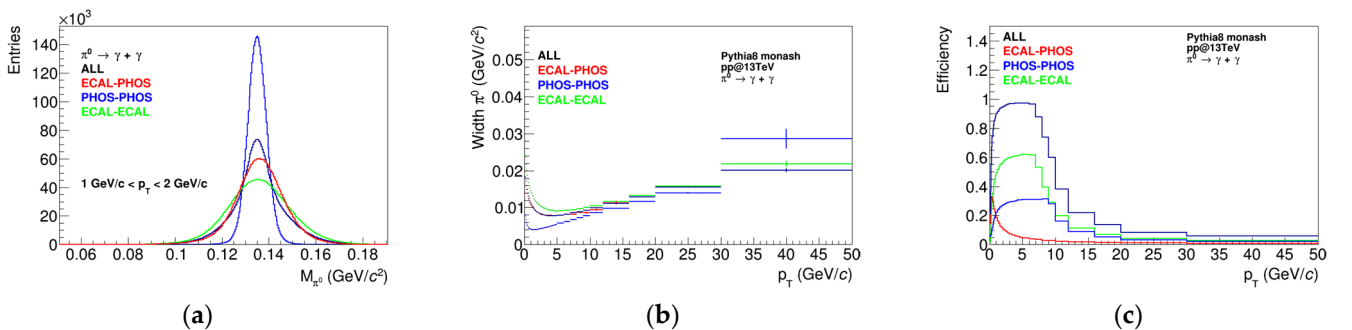 ×10³
Entries
140
120
100
80
60
40
20
0
π⁰ → γ + γ
ALL
ECAL-PHOS
PHOS-PHOS
ECAL-ECAL
1 GeV/c < p_T < 2 GeV/c
0.06 0.08 0.1 0.12 0.14 0.16 0.18
M_π⁰ (GeV/c²)
(a)
Width π⁰ (GeV/c²)
0.05
0.04
0.03
0.02
0.01
0
ALL
ECAL-PHOS
PHOS-PHOS
ECAL-ECAL
Pythia8 monash
pp@13TeV
π⁰ → γ + γ
0 5 10 15 20 25 30 35 40 45 50
p_T (GeV/c)
(b)
Efficiency
1.4
1.2
1
0.8
0.6
0.4
0.2
0
ALL
ECAL-PHOS
PHOS-PHOS
ECAL-ECAL
Pythia8 monash
pp@13TeV
π⁰ → γ + γ
0 5 10 15 20 25 30 35 40 45 50
p_T (GeV/c)
(c)